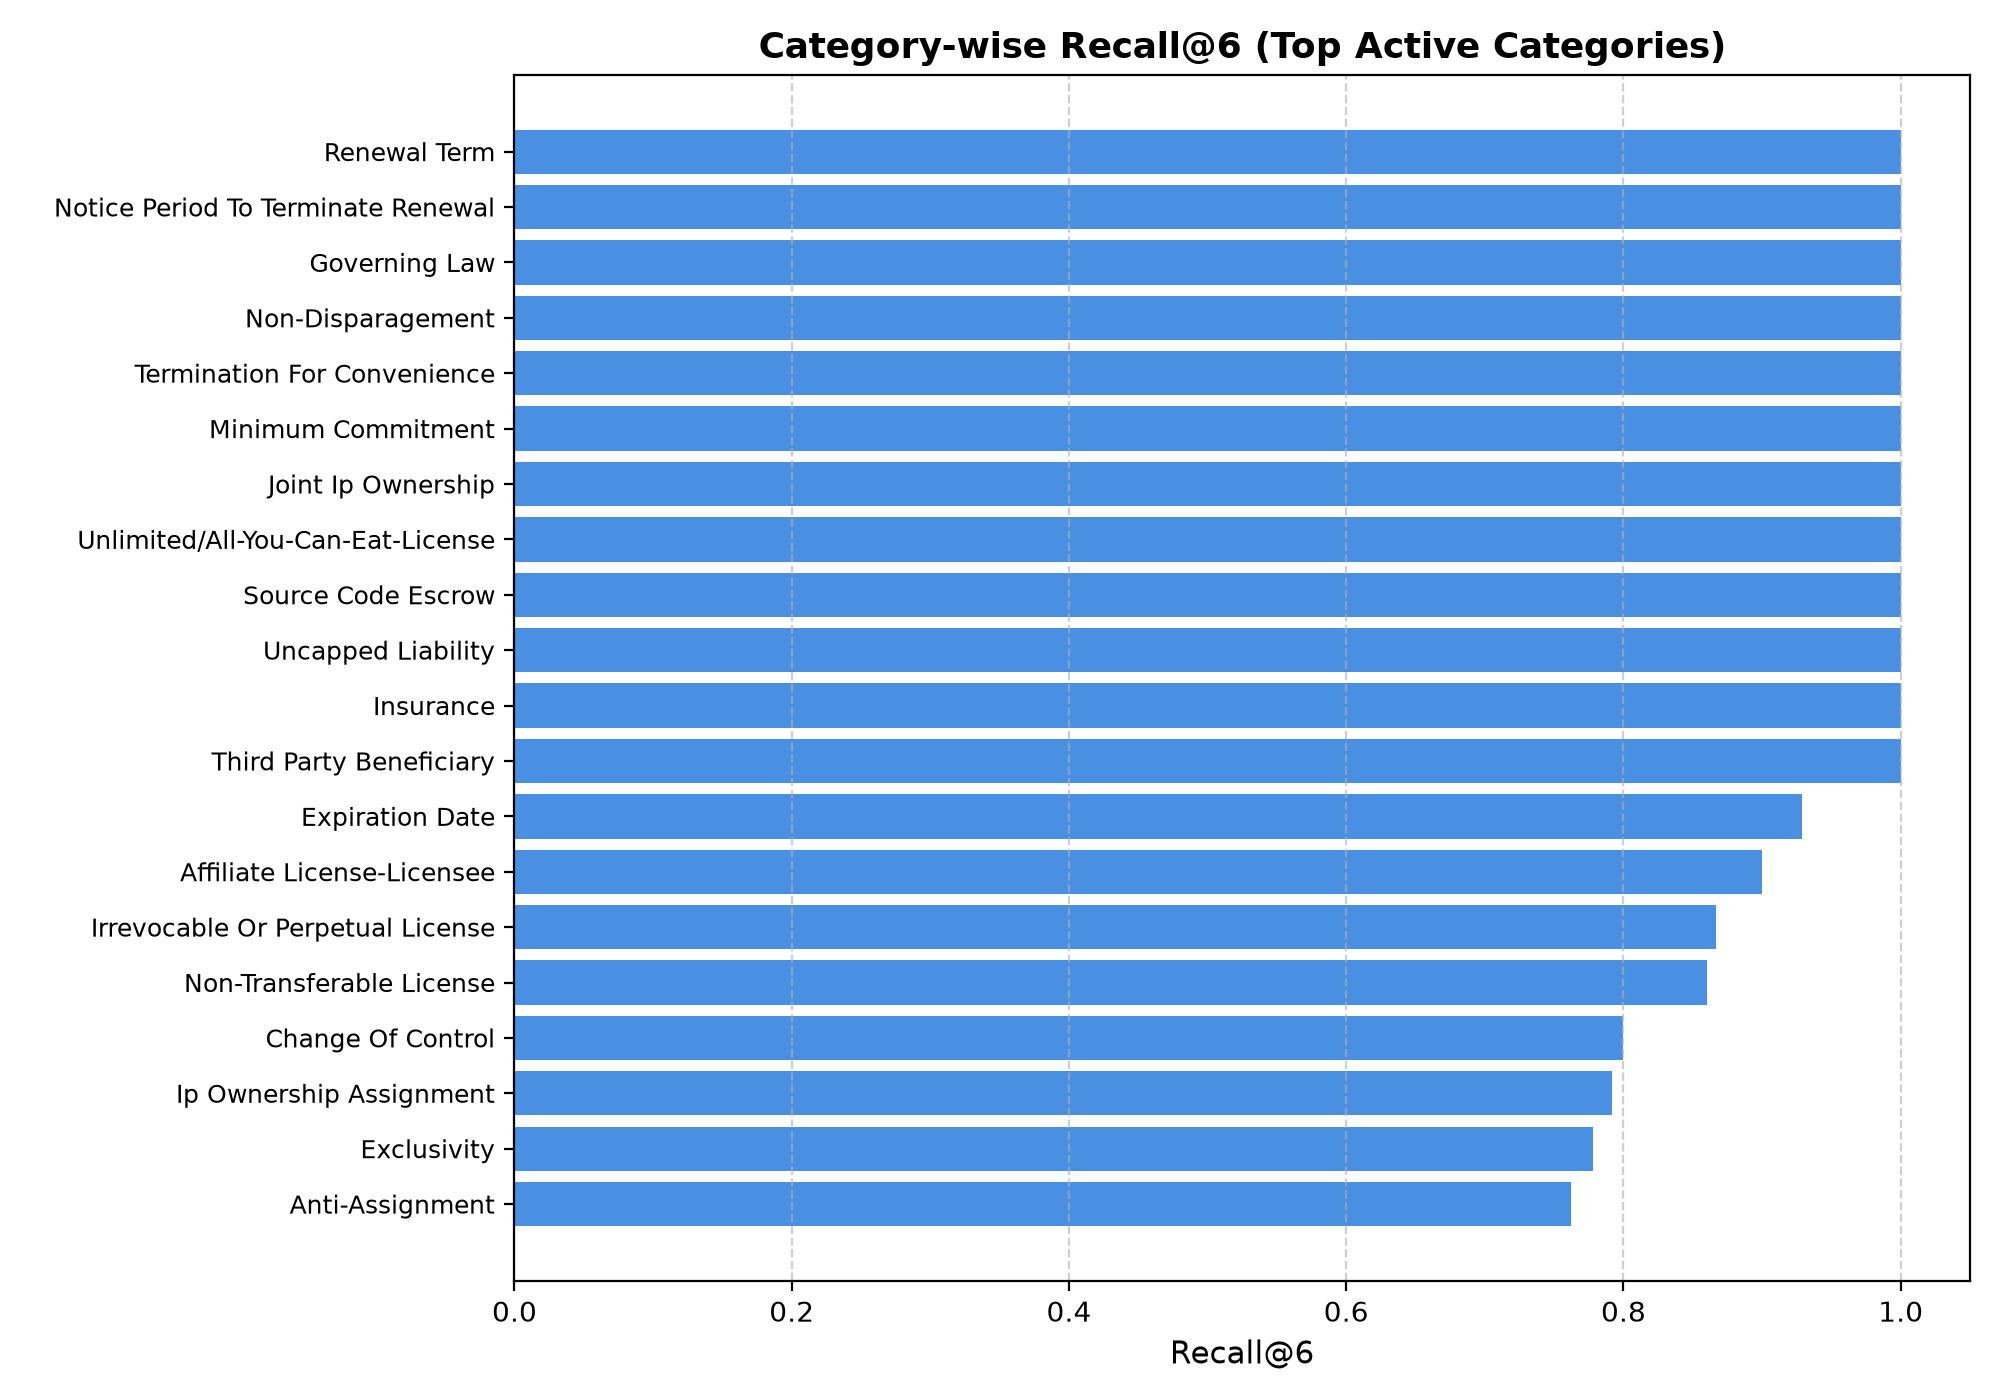 Category-wise Recall@6 (Top Active Categories)
Renewal Term
Notice Period To Terminate Renewal
Governing Law
Non-Disparagement
Termination For Convenience
Minimum Commitment
Joint Ip Ownership
Unlimited/All-You-Can-Eat-License
Source Code Escrow
Uncapped Liability
Insurance
Third Party Beneficiary
Expiration Date
Affiliate License-Licensee
Irrevocable Or Perpetual License
Non-Transferable License
Change Of Control
Ip Ownership Assignment
Exclusivity
Anti-Assignment
0.0 0.2 0.4 0.6 0.8 1.0
Recall@6